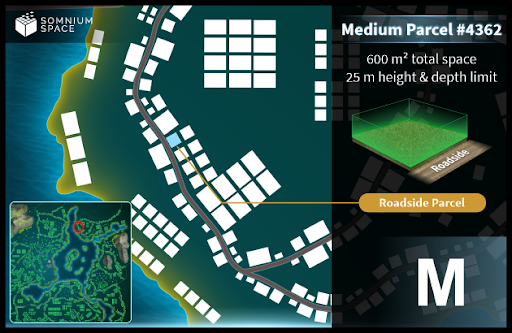 SOMNIUM
SPACE
Medium Parcel #4362
600 m² total space
25 m height & depth limit
Roadside
Roadside Parcel
M